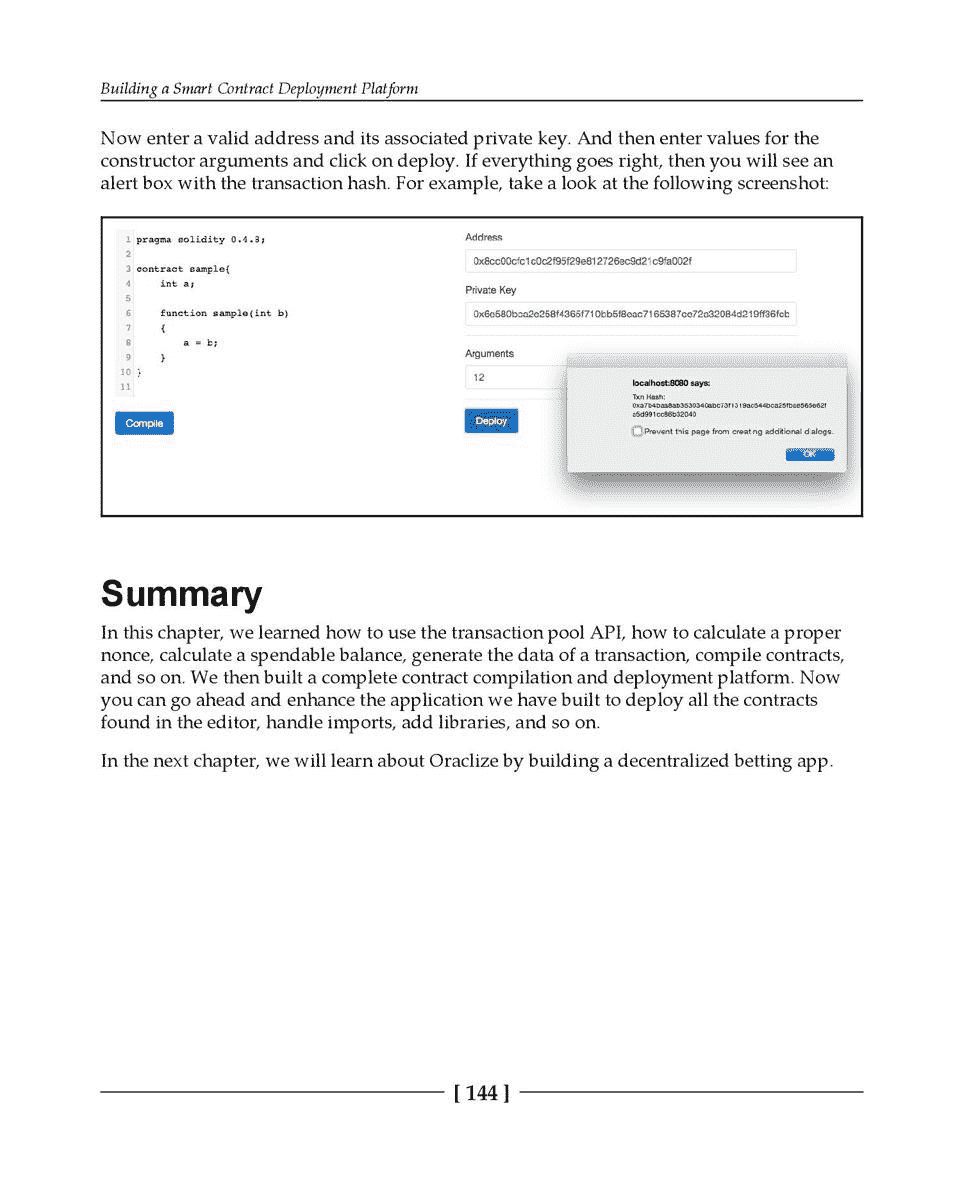 Building a Smart Contract Deployment Platform
Now enter a valid address and its associated private key. And then enter values for the
constructor arguments and click on deploy. If everything goes right, then you will see an
alert box with the transaction hash. For example, take a look at the following screenshot:
1 pragma solidity 0.4.8;
2
3 contract sample{
4 int a;
5
6 function sample(int b)
7 {
8 a = b;
9 }
10 }
11
Compile
Address
Private Key
Arguments
12
Deploy
localhost:8080 says:
Txn Hash:
Prevent this page from creating additional dialogs.
OK
Summary
In this chapter, we learned how to use the transaction pool API, how to calculate a proper
nonce, calculate a spendable balance, generate the data of a transaction, compile contracts,
and so on. We then built a complete contract compilation and deployment platform. Now
you can go ahead and enhance the application we have built to deploy all the contracts
found in the editor, handle imports, add libraries, and so on.
In the next chapter, we will learn about Oraclize by building a decentralized betting app.
[ 144 ]